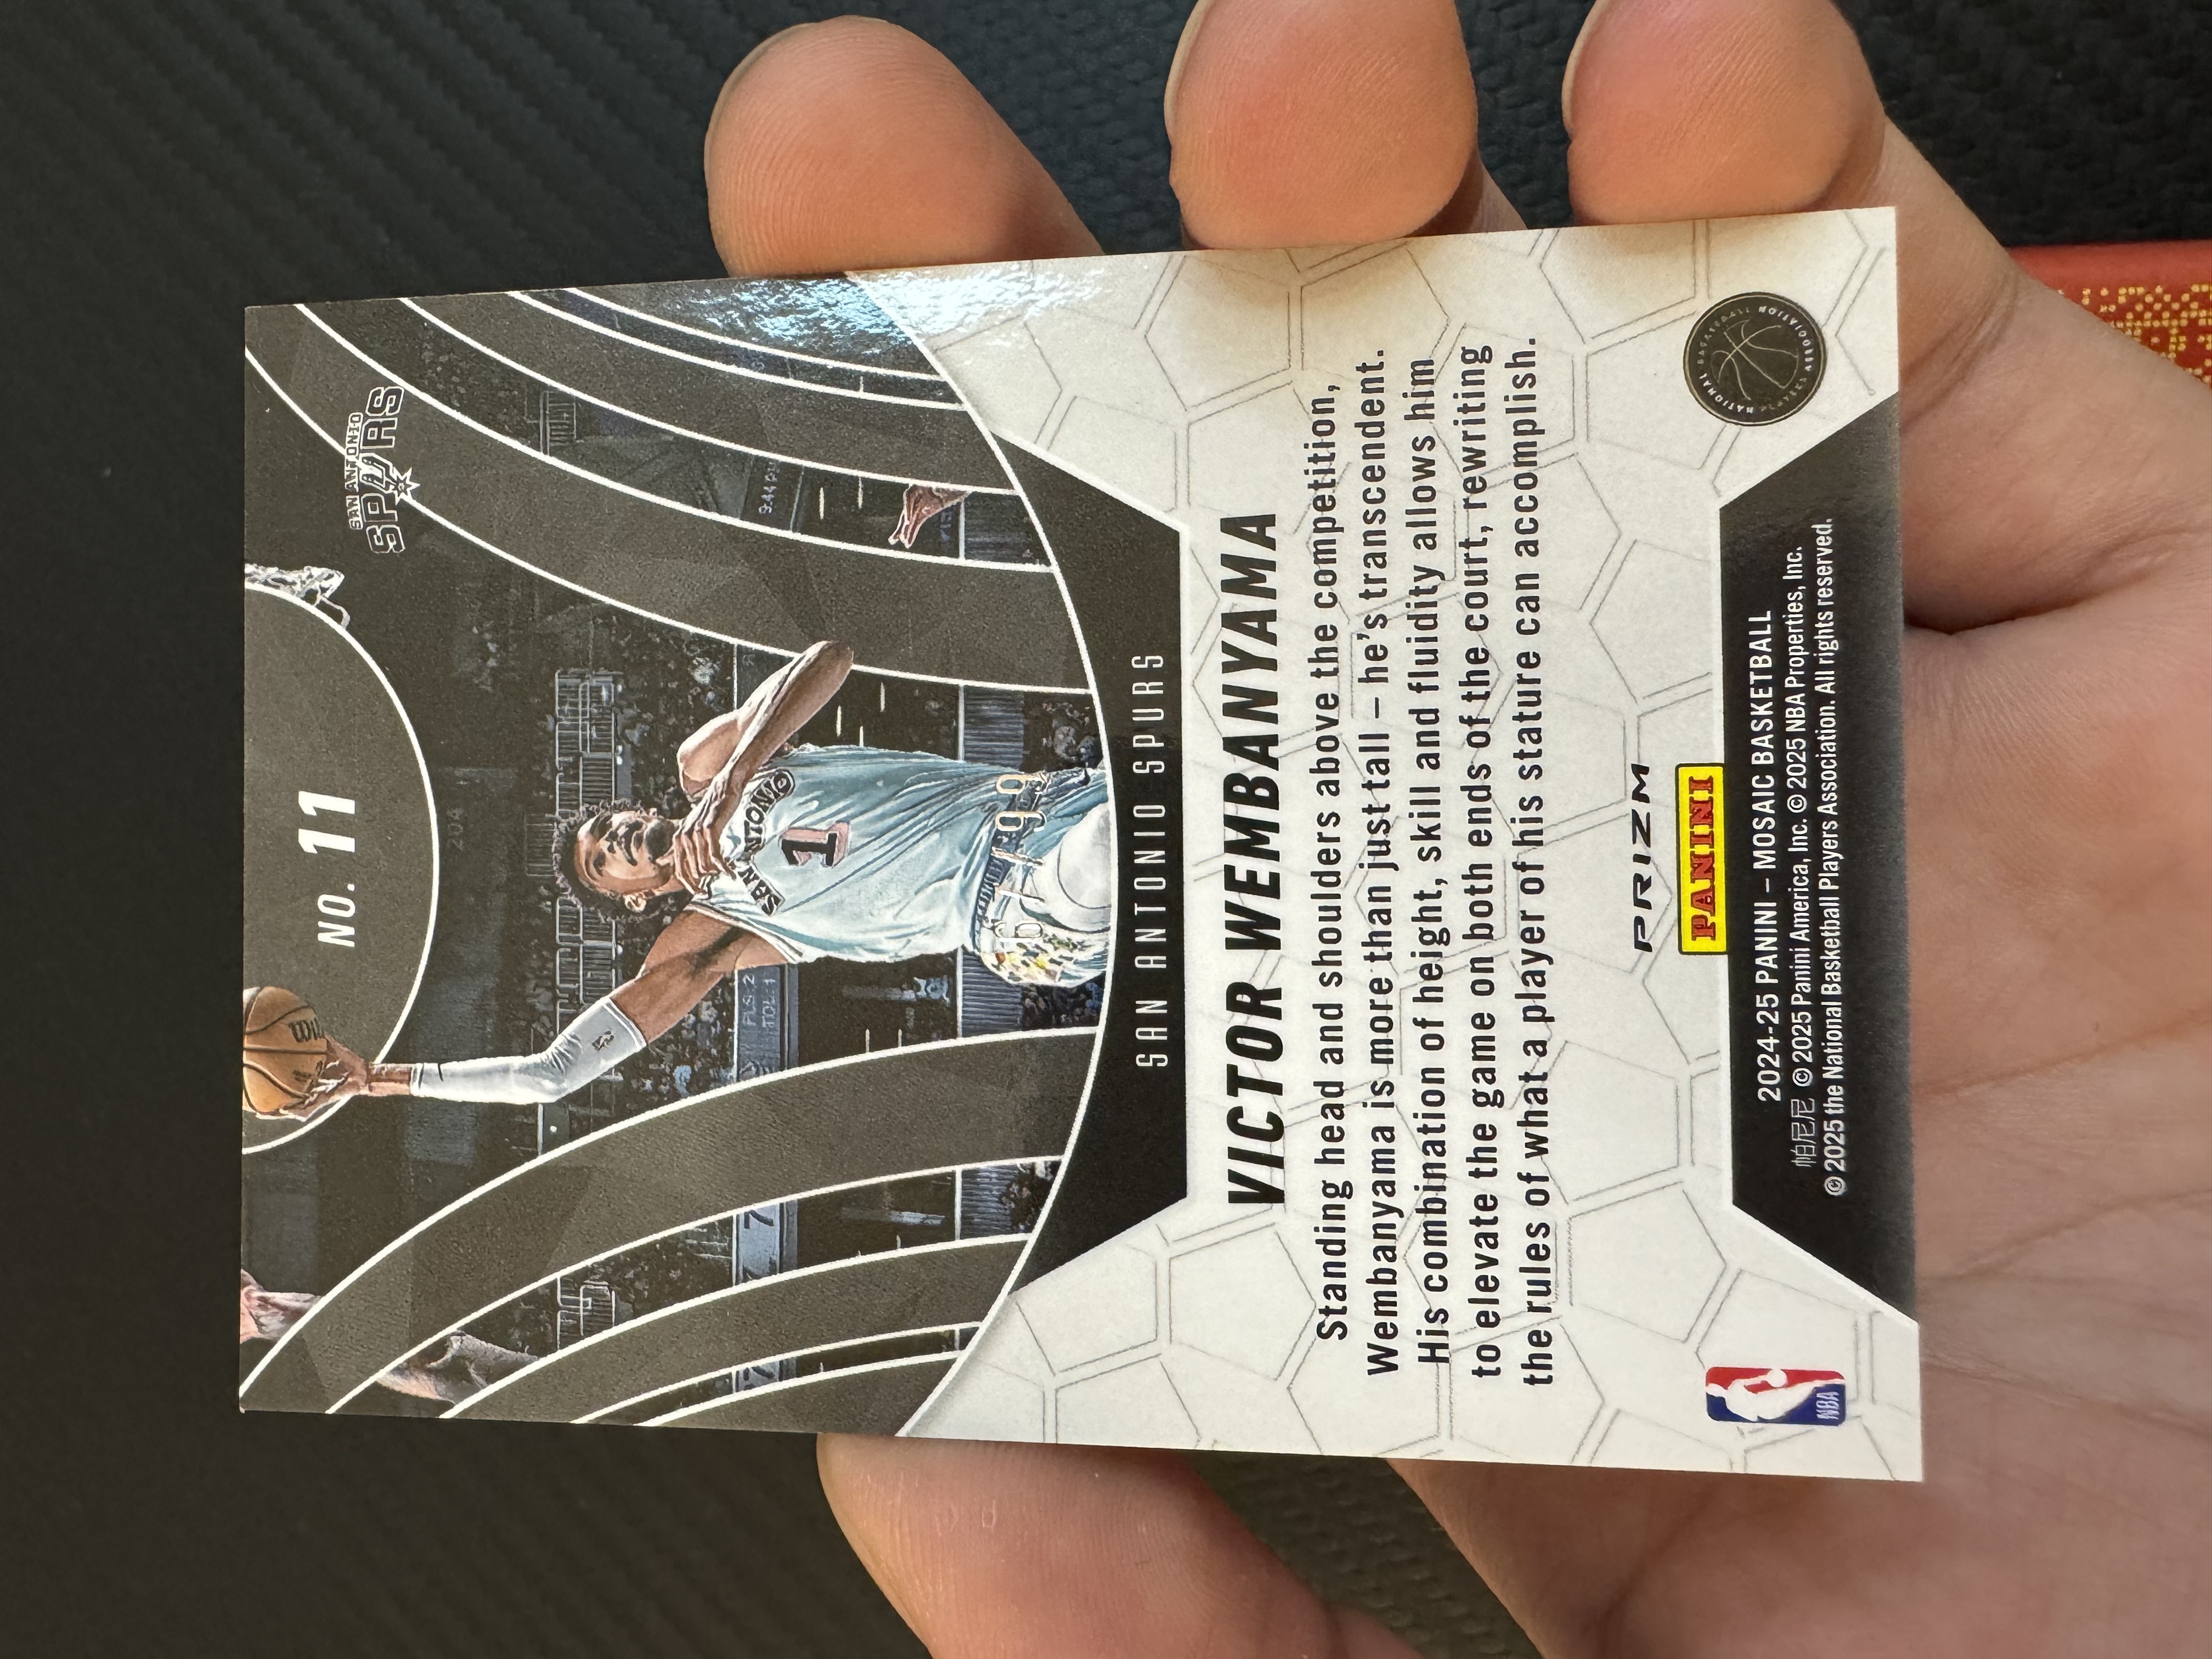 NO. 11
SAN ANTONIO
SPURS
204
SAN ANTONIO
1
SAN ANTONIO SPURS
VICTOR WEMBANYAMA
Standing head and shoulders above the competition,
Wembanyama is more than just tall – he's transcendent.
His combination of height, skill and fluidity allows him
to elevate the game on both ends of the court, rewriting
the rules of what a player of his stature can accomplish.
PRIZM
PANINI
NBA
2024-25 PANINI – MOSAIC BASKETBALL
帕尼尼 © 2025 Panini America, Inc. © 2025 NBA Properties, Inc.
© 2025 the National Basketball Players Association. All rights reserved.
NATIONAL BASKETBALL PLAYERS ASSOCIATION